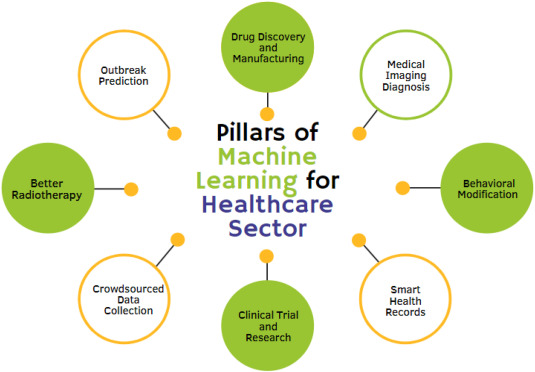 Drug Discovery
and
Manufacturing
Outbreak
Prediction
Medical
Imaging
Diagnosis
Pillars of
Machine
Learning for
Healthcare
Sector
Better
Radiotherapy
Behavioral
Modification
Crowdsourced
Data
Collection
Smart
Health
Records
Clinical Trial
and
Research